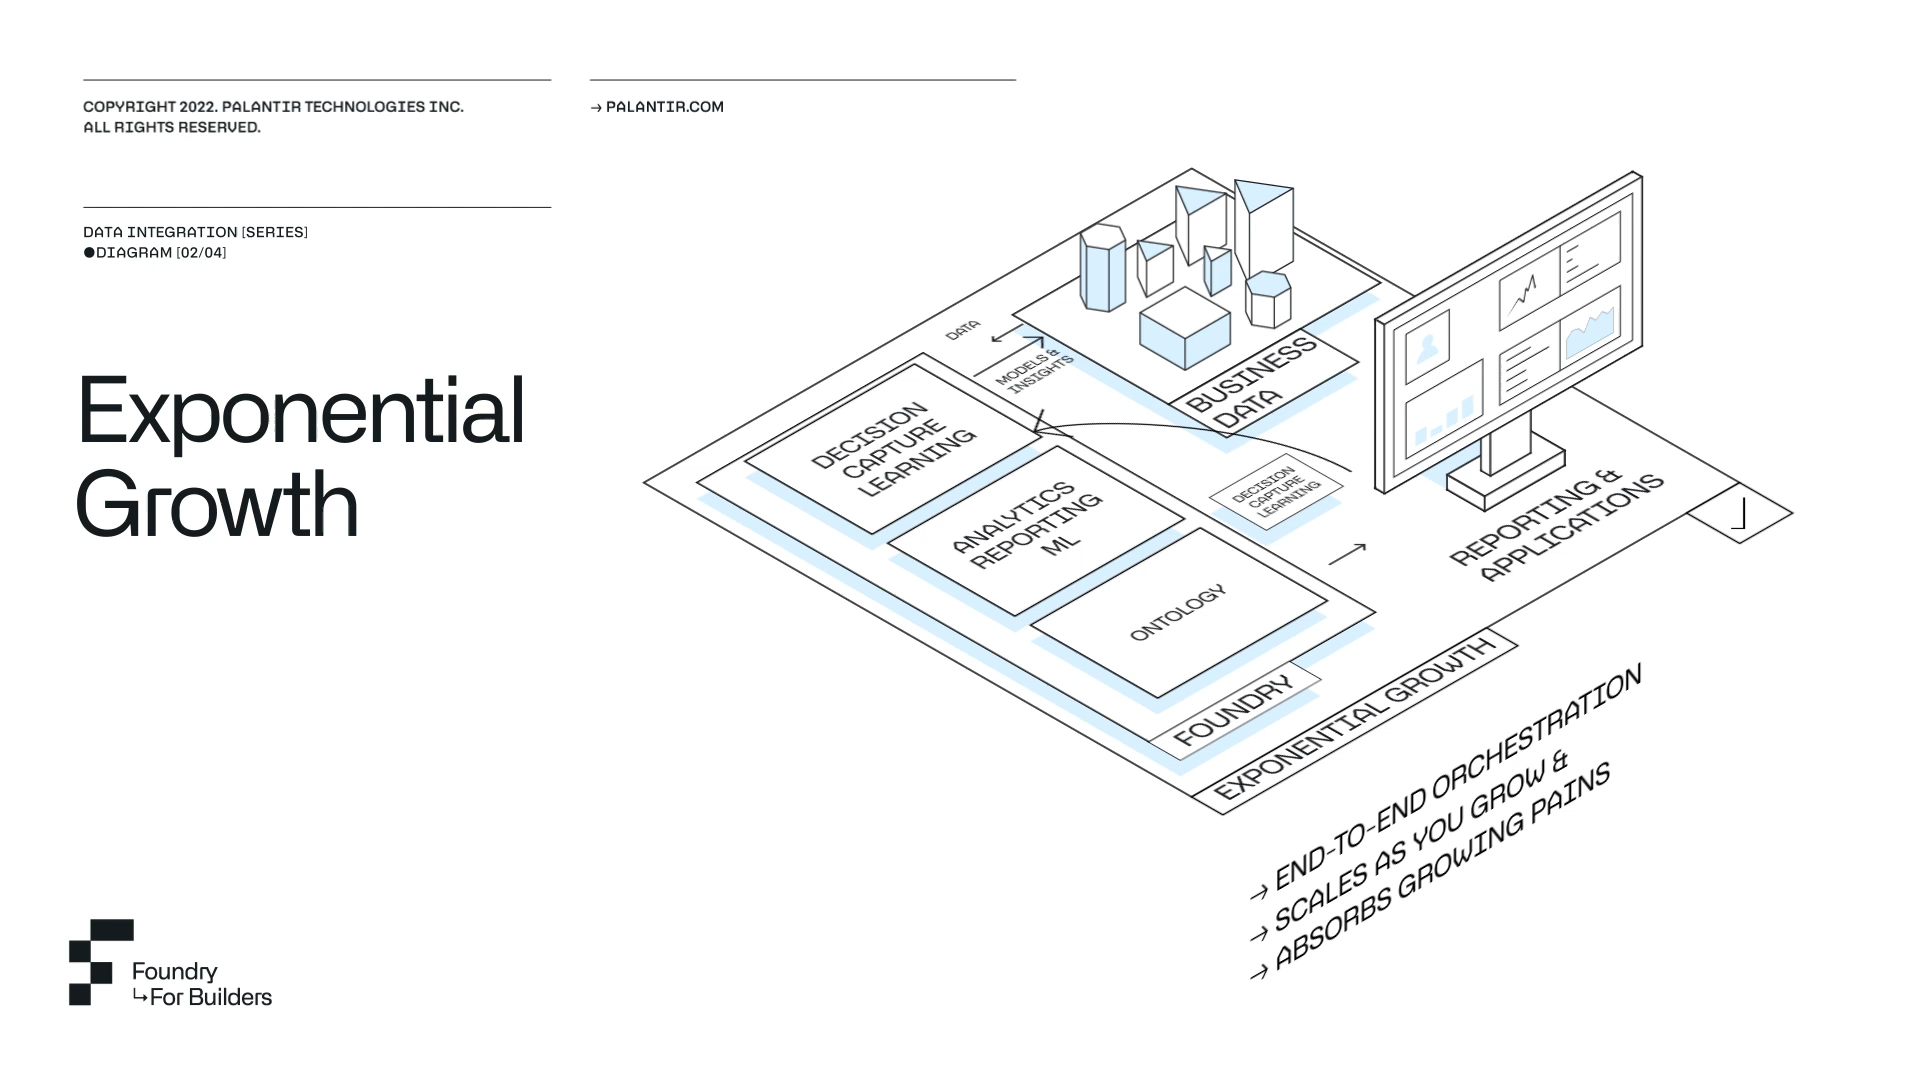 COPYRIGHT 2022. PALANTIR TECHNOLOGIES INC.
ALL RIGHTS RESERVED.
→ PALANTIR.COM
DATA INTEGRATION [SERIES]
●DIAGRAM [02/04]
Exponential
Growth
DATA
MODELS &
INSIGHTS
BUSINESS
DATA
DECISION
CAPTURE
LEARNING
ANALYTICS
REPORTING
ML
ONTOLOGY
DECISION
CAPTURE
LEARNING
REPORTING &
APPLICATIONS
FOUNDRY
EXPONENTIAL GROWTH
→ END-TO-END ORCHESTRATION
→ SCALES AS YOU GROW &
→ ABSORBS GROWING PAINS
Foundry
↳For Builders